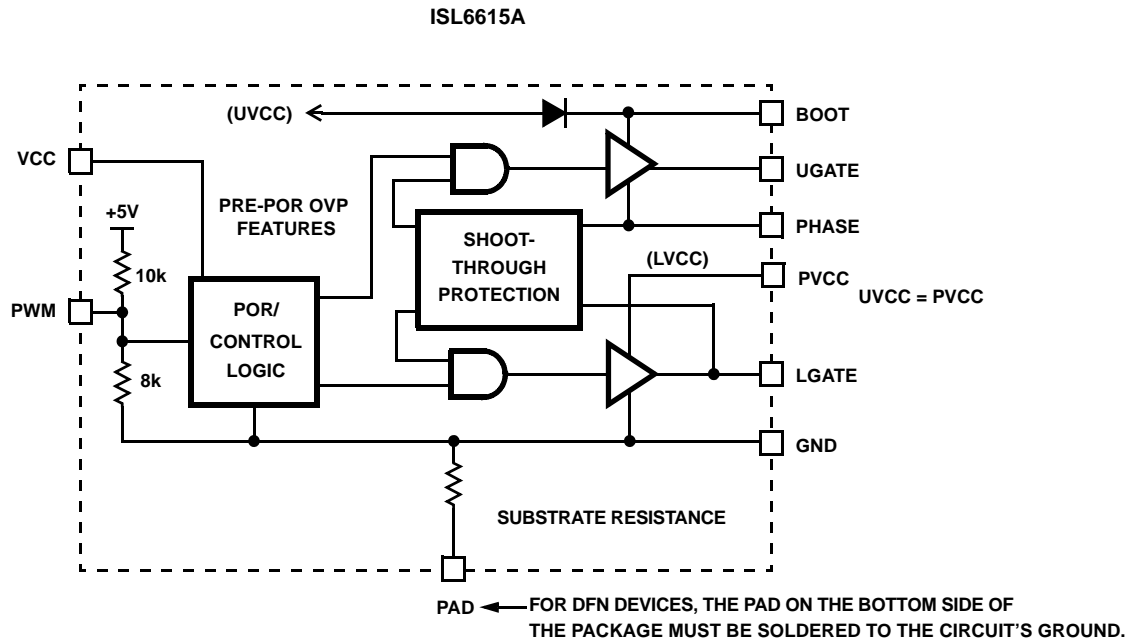 ISL6615A
(UVCC)
BOOT
VCC
UGATE
+5V
PRE-POR OVP
FEATURES
PHASE
SHOOT-
THROUGH
PROTECTION
(LVCC)
10k
PVCC
UVCC = PVCC
PWM
POR/
CONTROL
LOGIC
8k
LGATE
GND
SUBSTRATE RESISTANCE
PAD
FOR DFN DEVICES, THE PAD ON THE BOTTOM SIDE OF
THE PACKAGE MUST BE SOLDERED TO THE CIRCUIT'S GROUND.